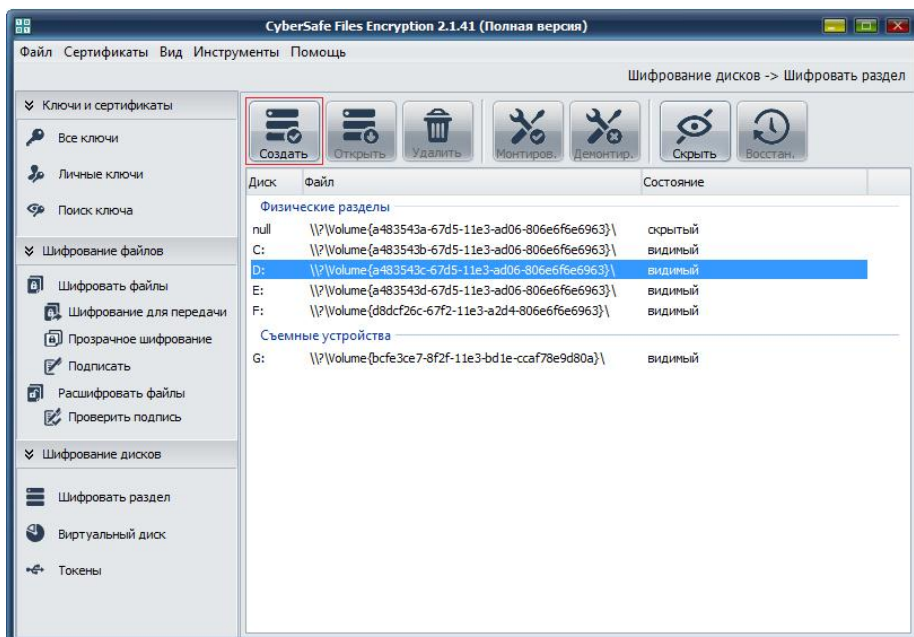 CyberSafe Files Encryption 2.1.41 (Полная версия)
Файл Сертификаты Вид Инструменты Помощь
Шифрование дисков -> Шифровать раздел
Ключи и сертификаты
Все ключи
Личные ключи
Поиск ключа
Шифрование файлов
Шифровать файлы
Шифрование для передачи
Прозрачное шифрование
Подписать
Расшифровать файлы
Проверить подпись
Шифрование дисков
Шифровать раздел
Виртуальный диск
Токены
Создать Открыть Удалить Монтиров. Демонтир. Скрыть Восстан.
Диск Файл Состояние
Физические разделы
null \\?\Volume{a483543a-67d5-11e3-ad06-806e6f6e6963}\ скрытый
C: \\?\Volume{a483543b-67d5-11e3-ad06-806e6f6e6963}\ видимый
D: \\?\Volume{a483543c-67d5-11e3-ad06-806e6f6e6963}\ видимый
E: \\?\Volume{a483543d-67d5-11e3-ad06-806e6f6e6963}\ видимый
F: \\?\Volume{d8dcf26c-67f2-11e3-a2d4-806e6f6e6963}\ видимый
Съемные устройства
G: \\?\Volume{bcfe3ce7-8f2f-11e3-bd1e-ccaf78e9d80a}\ видимый